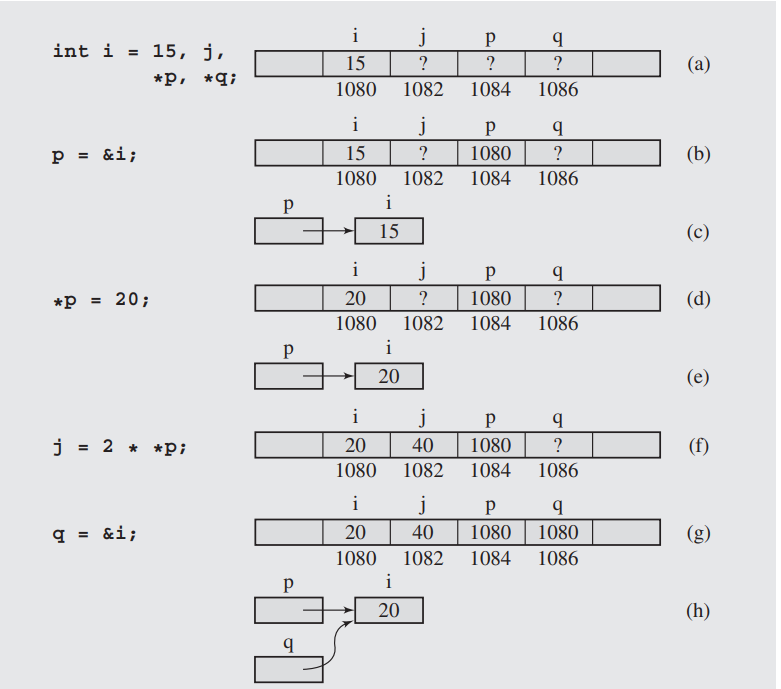 i j p q
int i = 15, j,
15 ? ? ? (a)
*p, *q;
1080 1082 1084 1086
i j p q
p = &i; 15 ? 1080 ? (b)
1080 1082 1084 1086
p i
15 (c)
i j p q
*p = 20; 20 ? 1080 ? (d)
1080 1082 1084 1086
p i
20 (e)
i j p q
j = 2 * *p; 20 40 1080 ? (f)
1080 1082 1084 1086
i j p q
q = &i; 20 40 1080 1080 (g)
1080 1082 1084 1086
p i
20 (h)
q